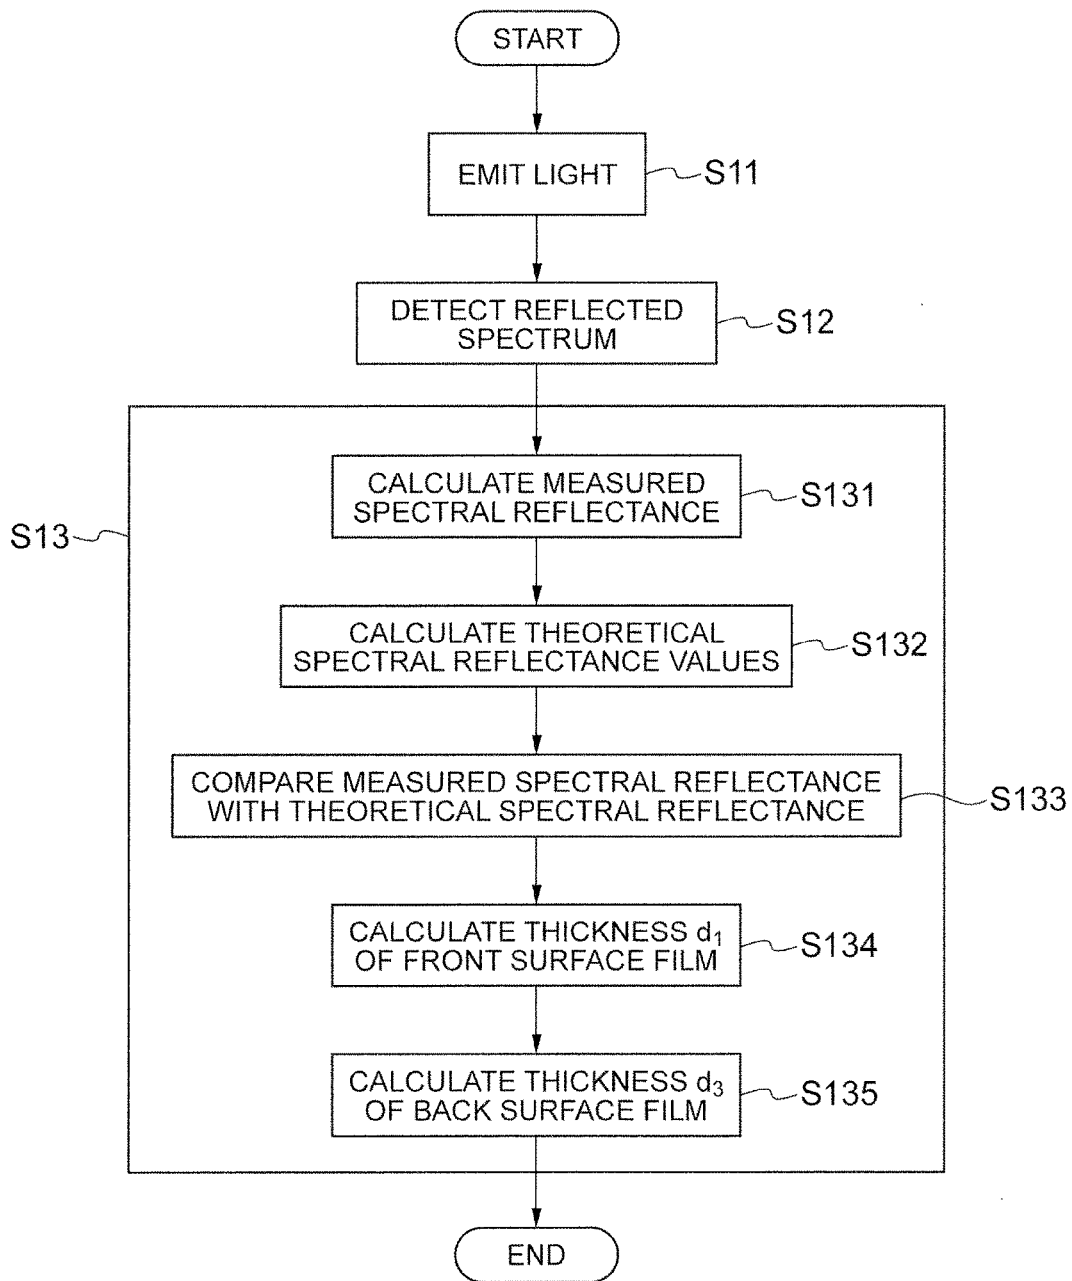 START
EMIT LIGHT
S11
DETECT REFLECTED
SPECTRUM
S12
S13
CALCULATE MEASURED
SPECTRAL REFLECTANCE
S131
CALCULATE THEORETICAL
SPECTRAL REFLECTANCE VALUES
S132
COMPARE MEASURED SPECTRAL REFLECTANCE
WITH THEORETICAL SPECTRAL REFLECTANCE
S133
CALCULATE THICKNESS d₁
OF FRONT SURFACE FILM
S134
CALCULATE THICKNESS d₃
OF BACK SURFACE FILM
S135
END